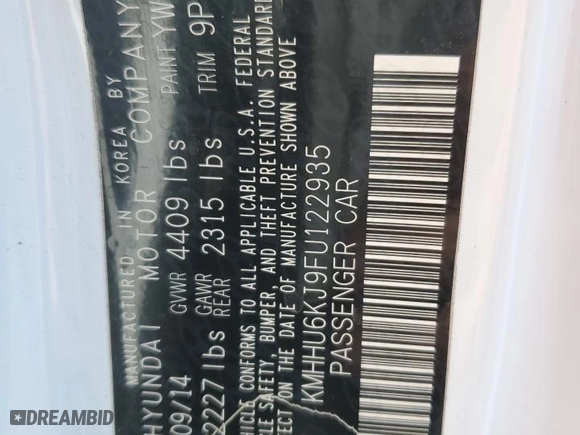 MANUFACTURED IN KOREA BY
HYUNDAI MOTOR COMPANY
09/14 GVWR 4409 lbs PAINT YW
2227 lbs GAWR REAR 2315 lbs TRIM 9P
VEHICLE CONFORMS TO ALL APPLICABLE U.S.A. FEDERAL
SAFETY, BUMPER, AND THEFT PREVENTION STANDARD
ON THE DATE OF MANUFACTURE SHOWN ABOVE
KMHHU6KJ9FU122935
PASSENGER CAR
DREAMBID